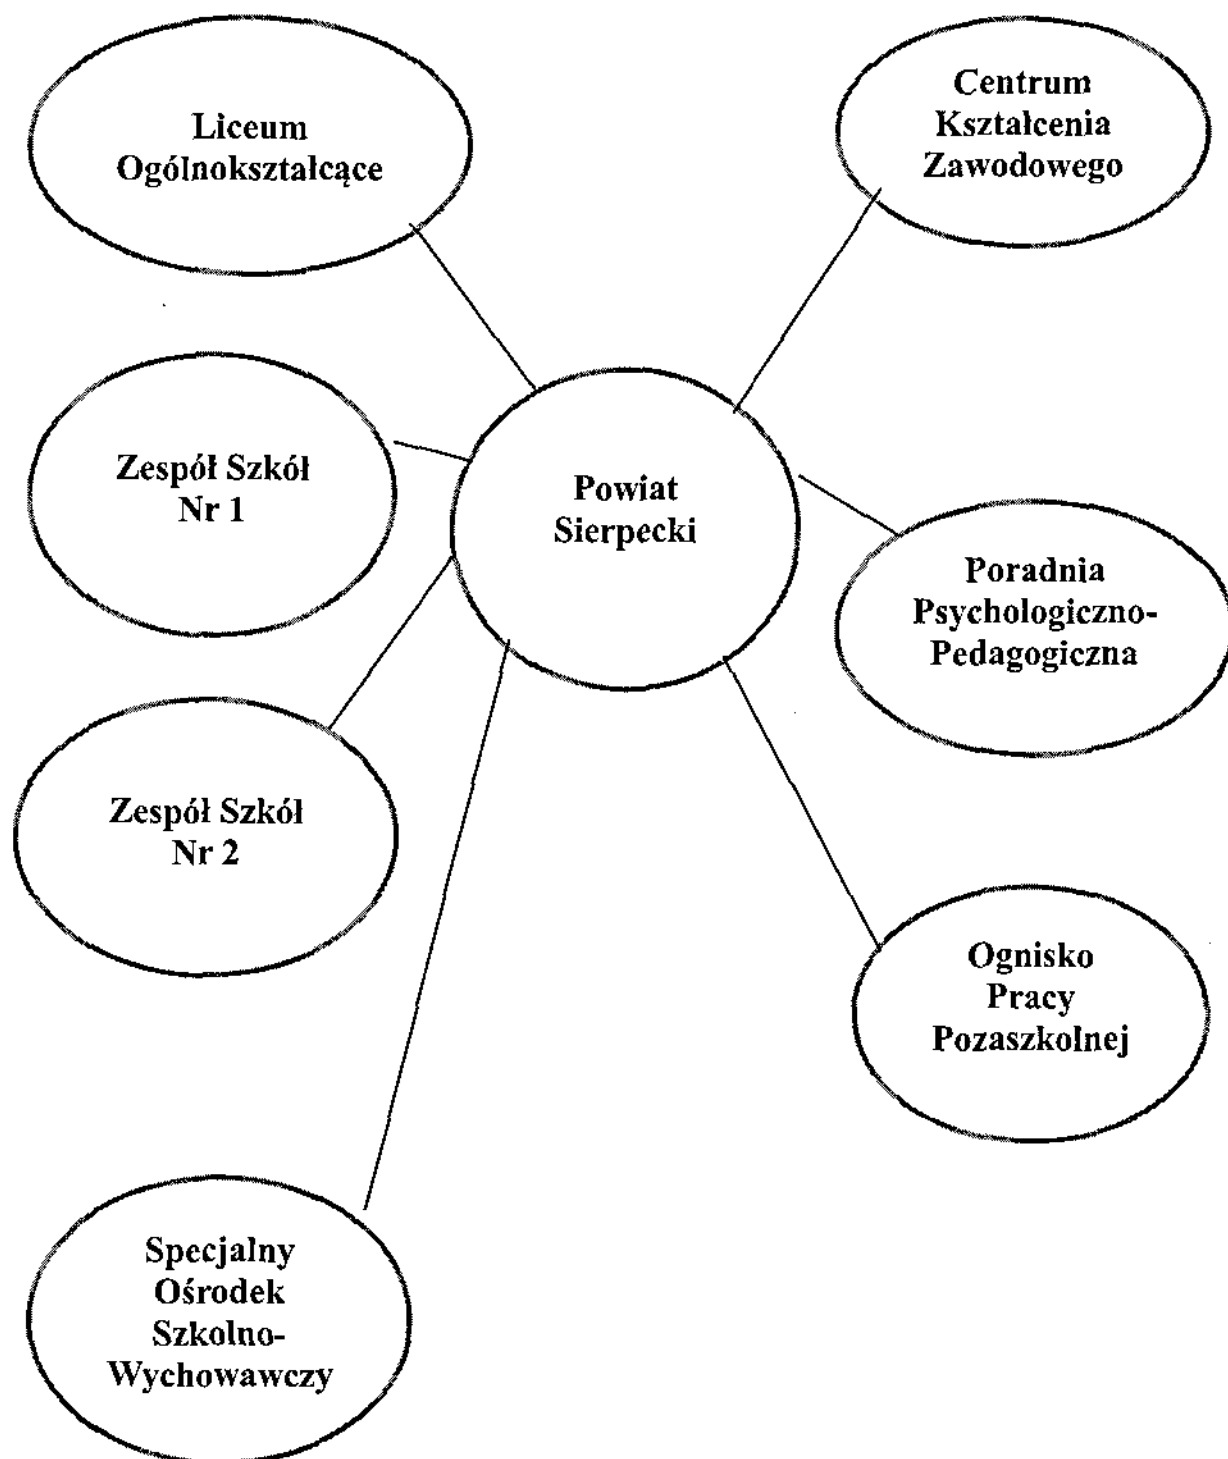 Liceum
Ogólnokształcące
Centrum
Kształcenia
Zawodowego
Zespół Szkół
Nr 1
Powiat
Sierpecki
Poradnia
Psychologiczno-
Pedagogiczna
Zespół Szkół
Nr 2
Ognisko
Pracy
Pozaszkolnej
Specjalny
Ośrodek
Szkolno-
Wychowawczy